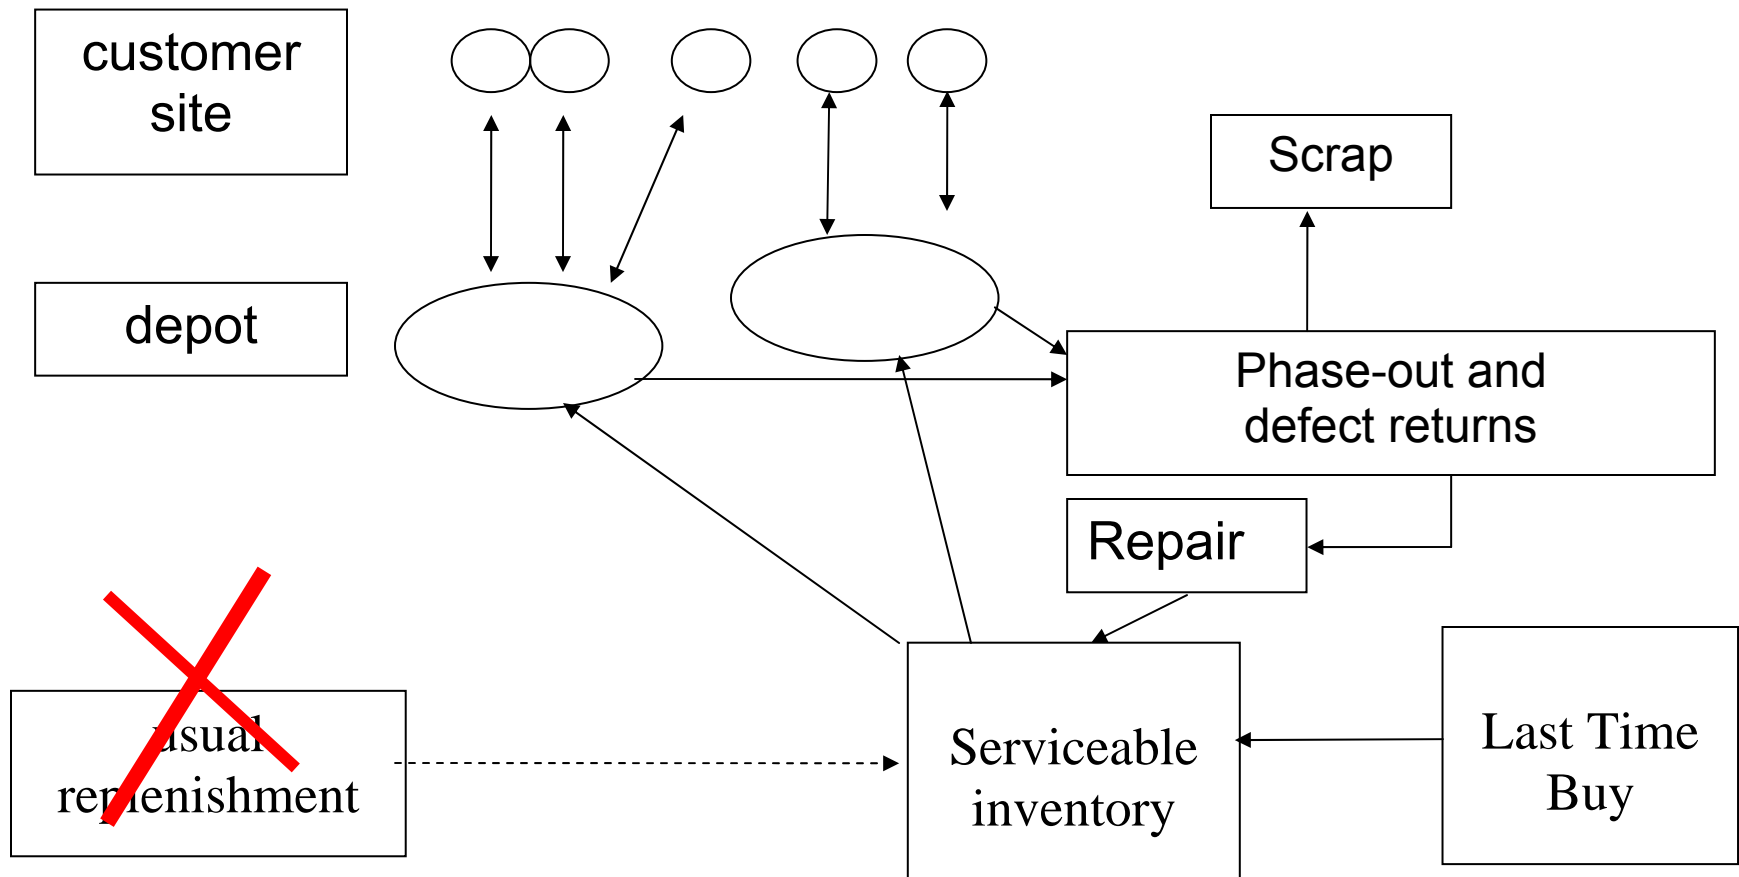 customer
site
Scrap
depot
Phase-out and
defect returns
Repair
usual
replenishment
Serviceable
inventory
Last Time
Buy